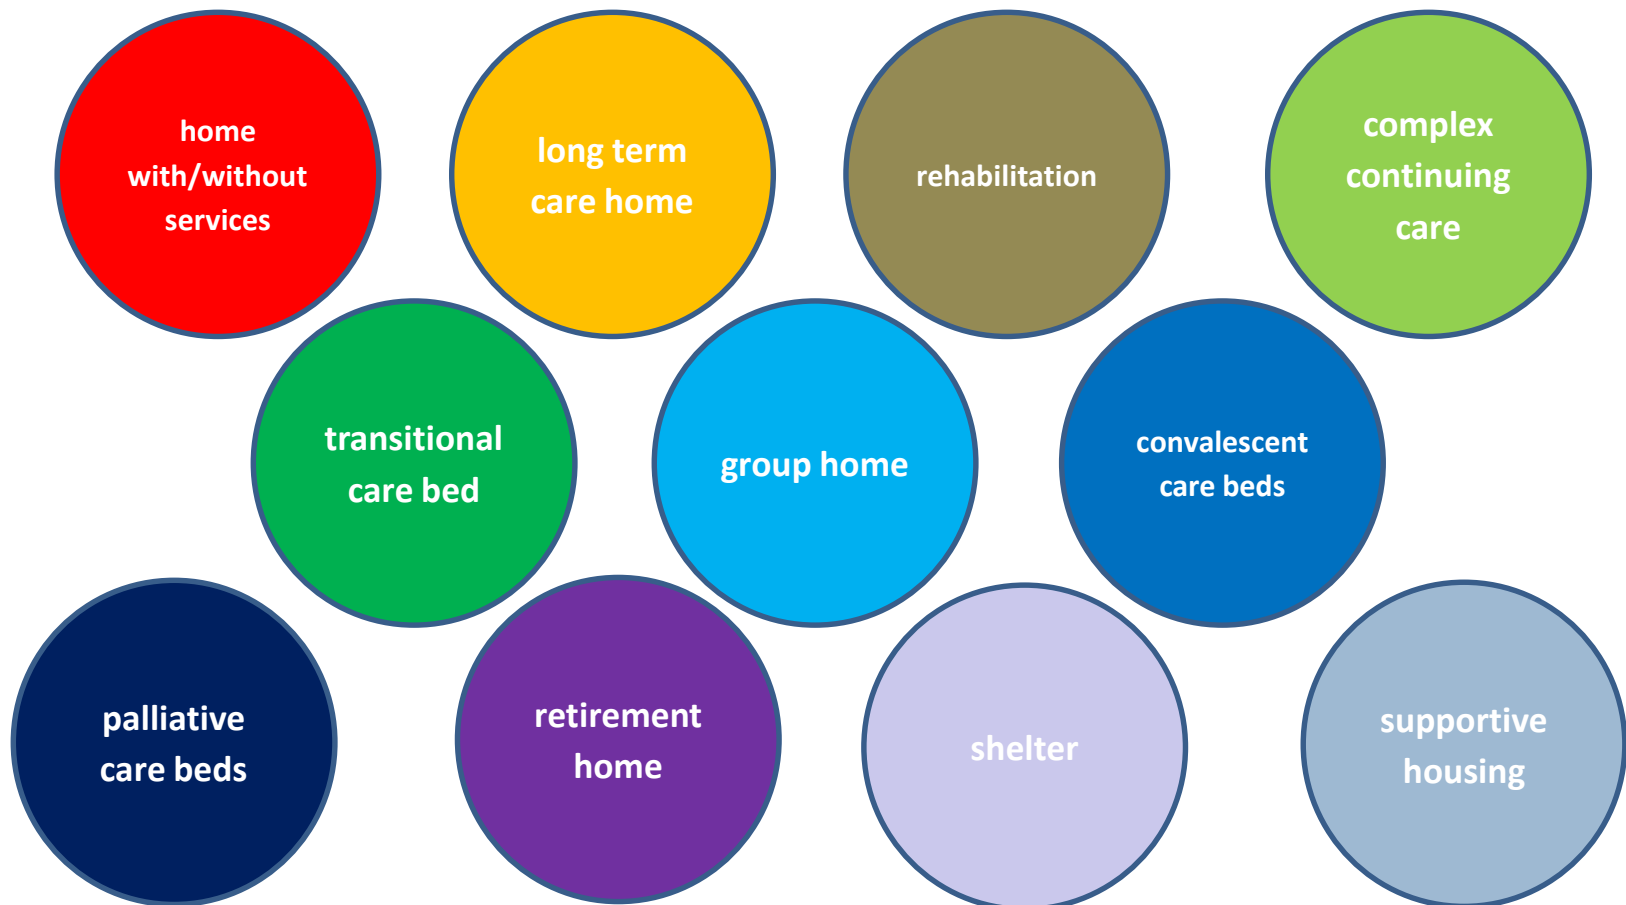 home
with/without
services
long term
care home
rehabilitation
complex
continuing
care
transitional
care bed
group home
convalescent
care beds
palliative
care beds
retirement
home
shelter
supportive
housing